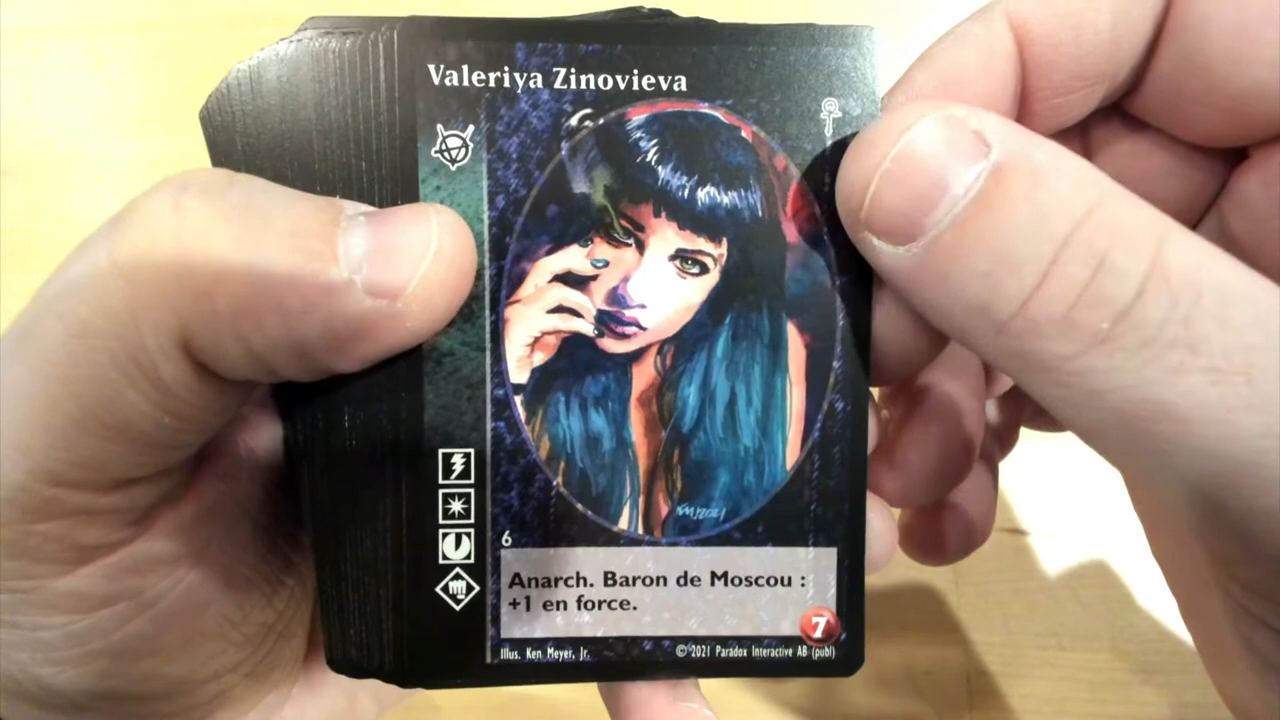 Valeriya Zinovieva
KMJ2021
6
Anarch. Baron de Moscou :
+1 en force.
7
Illus. Ken Meyer, Jr.
© 2021 Paradox Interactive AB (publ)